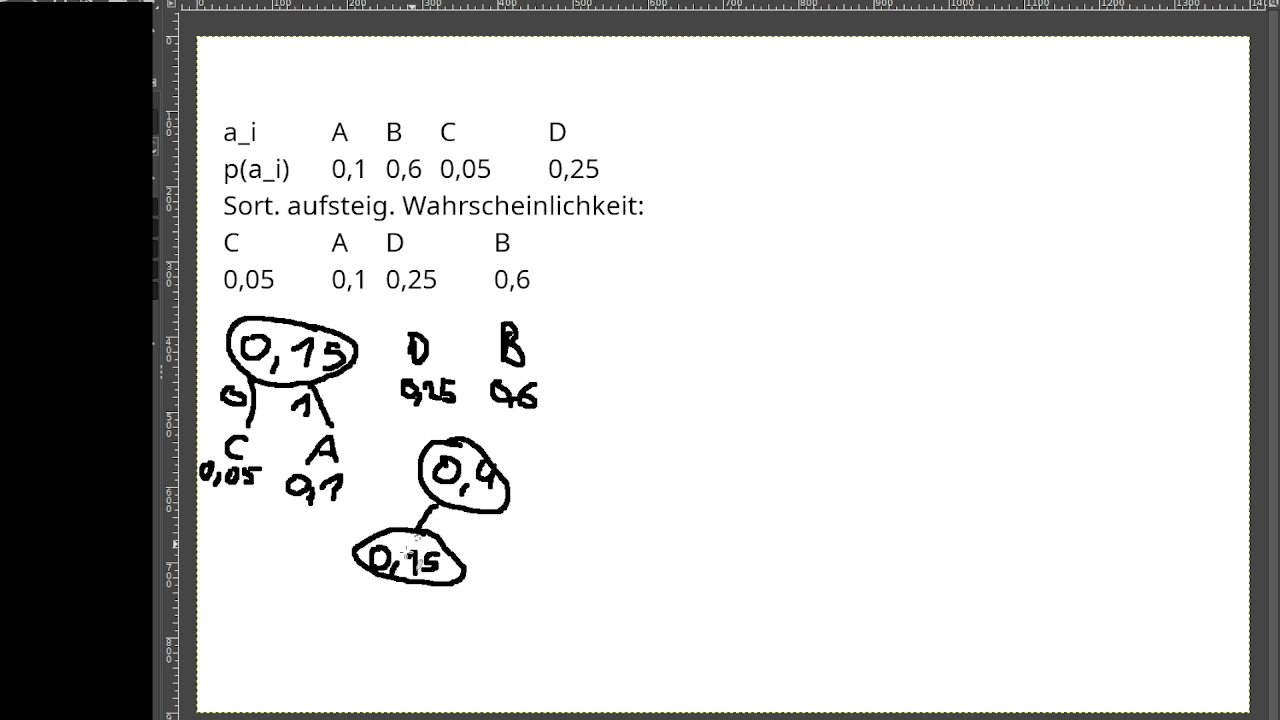 a_i A B C D
p(a_i) 0,1 0,6 0,05 0,25
Sort. aufsteig. Wahrscheinlichkeit:
C A D B
0,05 0,1 0,25 0,6
0,15 D B
0,25 0,6
0 1
C A
0,05 0,1
0,4
0,15